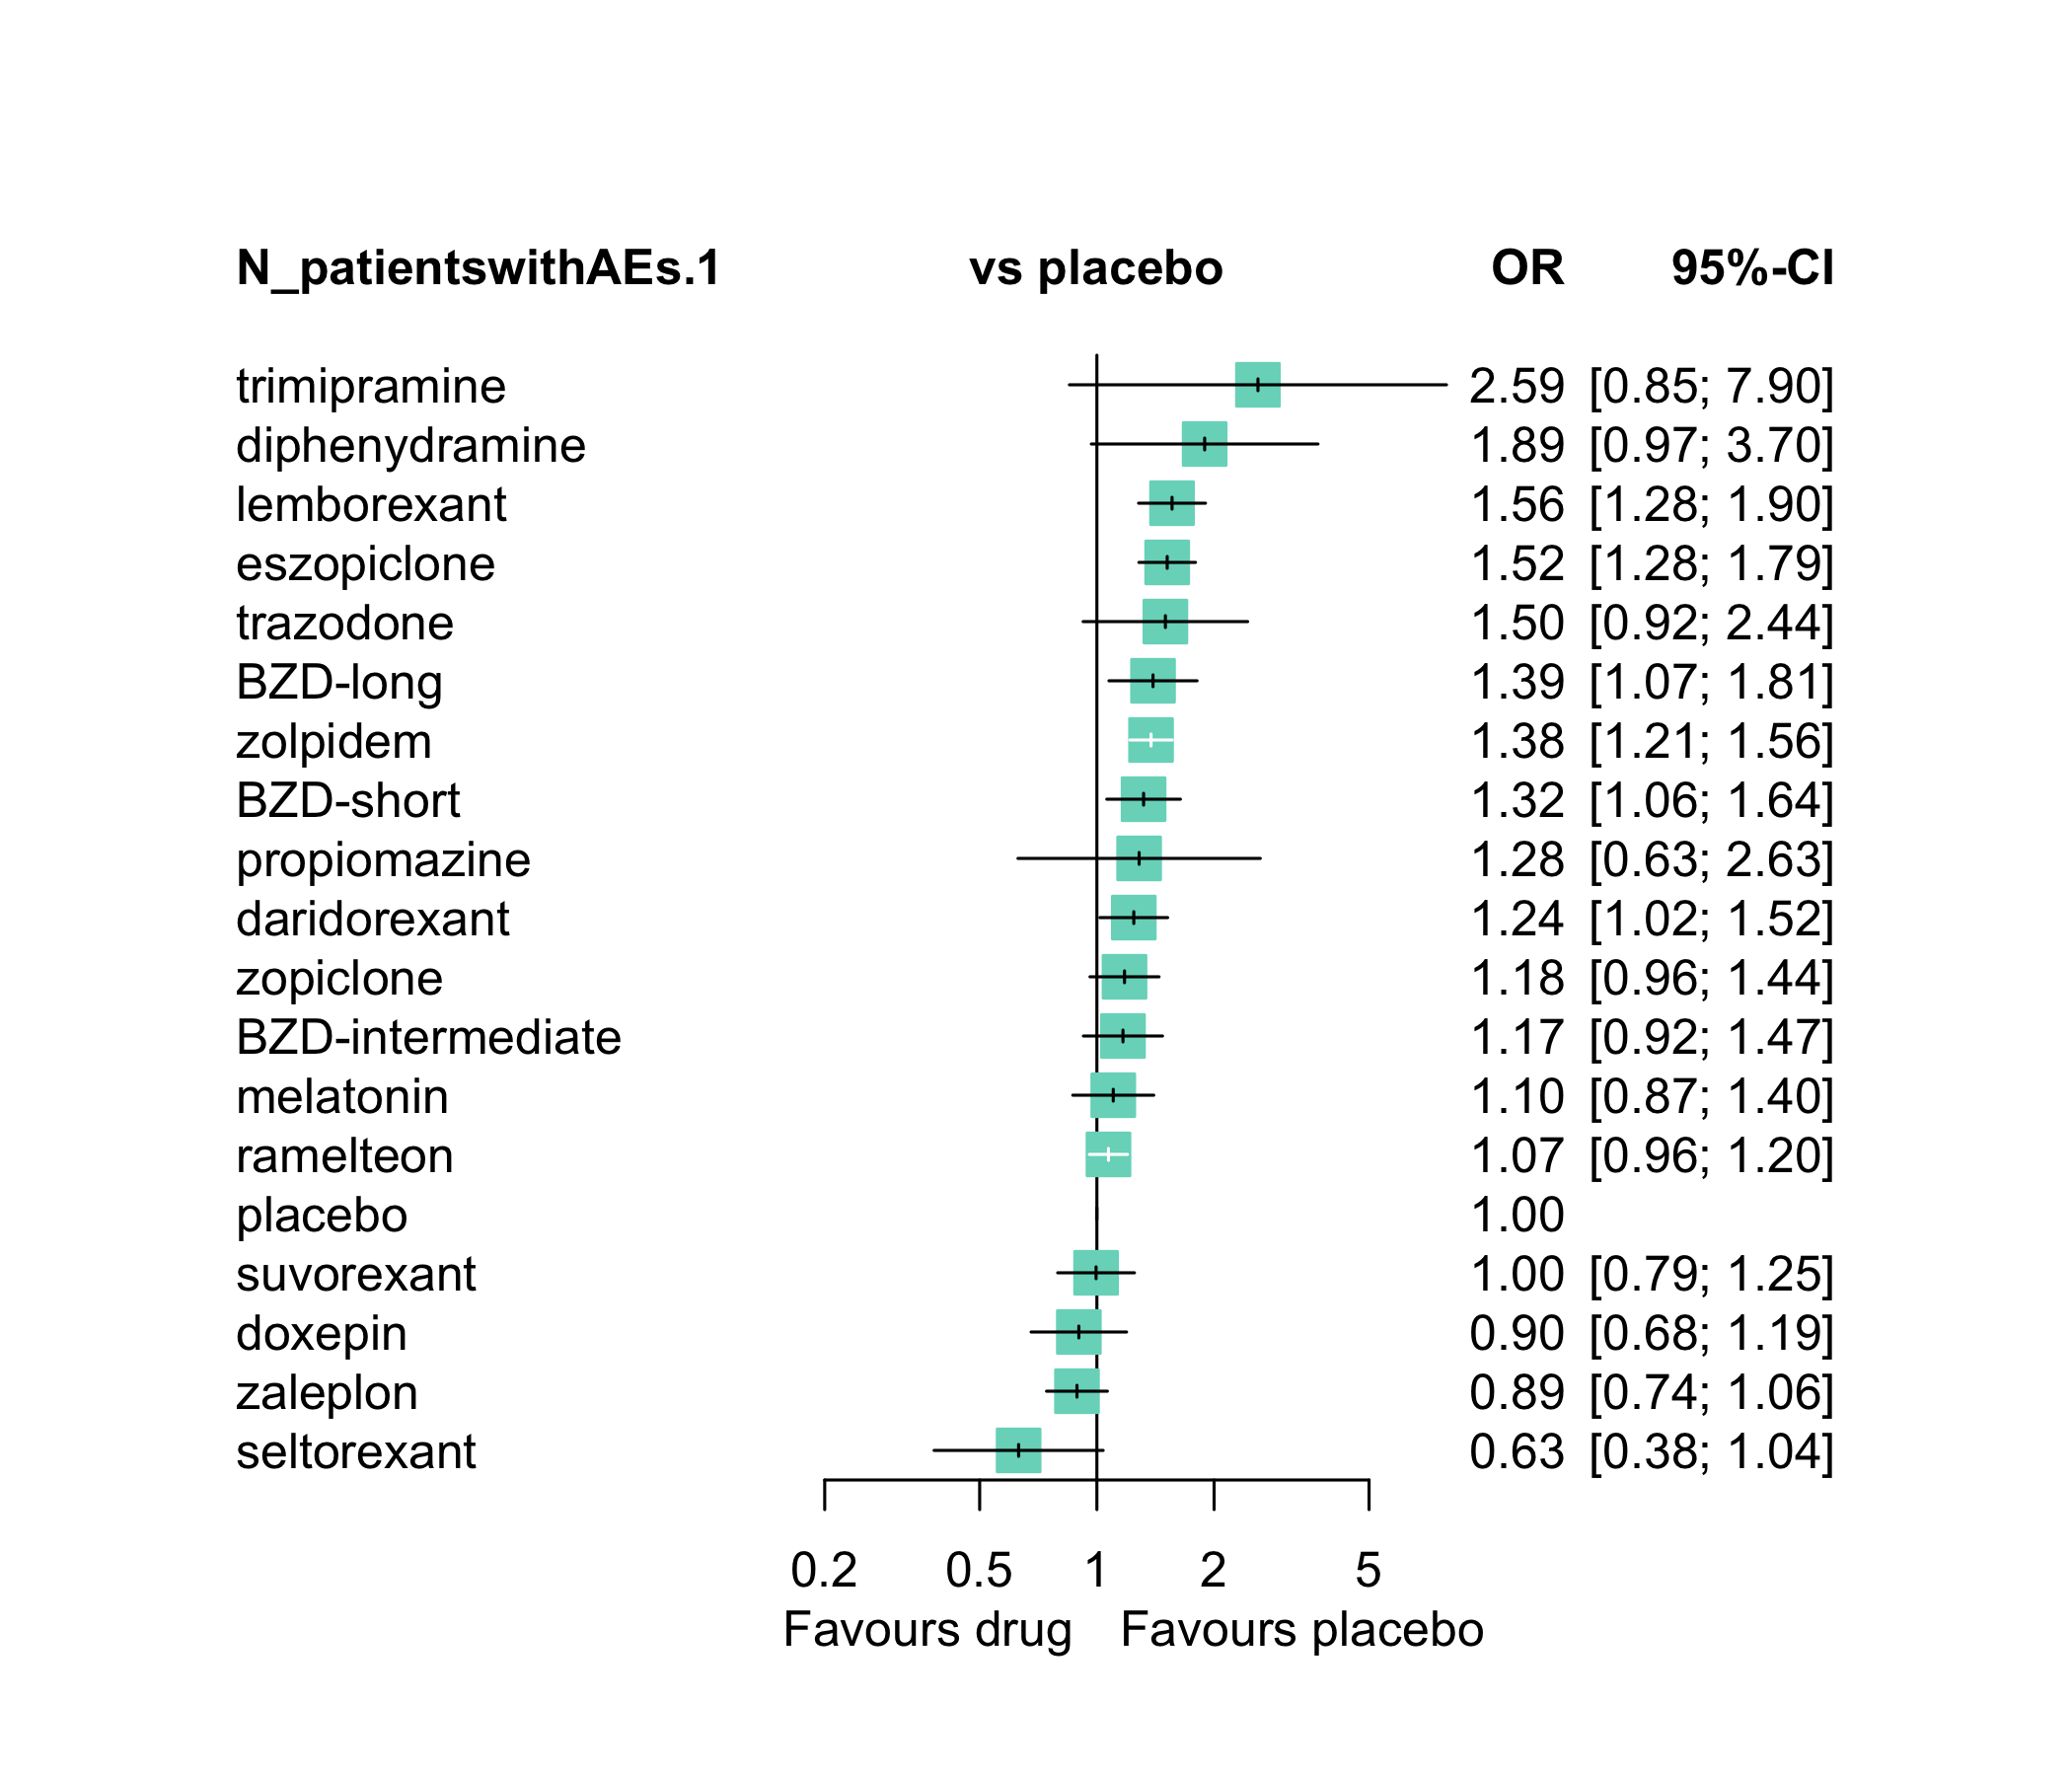 N_patientswithAEs.1 vs placebo OR 95%-CI
trimipramine 2.59 [0.85; 7.90]
diphenydramine 1.89 [0.97; 3.70]
lemborexant 1.56 [1.28; 1.90]
eszopiclone 1.52 [1.28; 1.79]
trazodone 1.50 [0.92; 2.44]
BZD-long 1.39 [1.07; 1.81]
zolpidem 1.38 [1.21; 1.56]
BZD-short 1.32 [1.06; 1.64]
propiomazine 1.28 [0.63; 2.63]
daridorexant 1.24 [1.02; 1.52]
zopiclone 1.18 [0.96; 1.44]
BZD-intermediate 1.17 [0.92; 1.47]
melatonin 1.10 [0.87; 1.40]
ramelteon 1.07 [0.96; 1.20]
placebo 1.00
suvorexant 1.00 [0.79; 1.25]
doxepin 0.90 [0.68; 1.19]
zaleplon 0.89 [0.74; 1.06]
seltorexant 0.63 [0.38; 1.04]
0.2 0.5 1 2 5
Favours drug Favours placebo